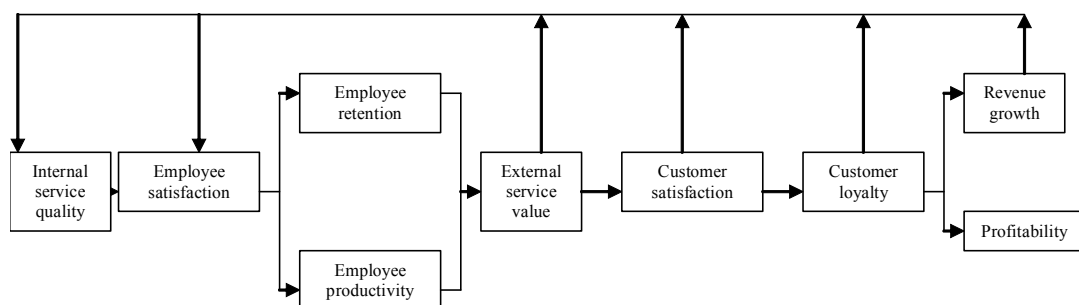 Employee
retention
Revenue
growth
Internal
service
quality
Employee
satisfaction
External
service
value
Customer
satisfaction
Customer
loyalty
Profitability
Employee
productivity